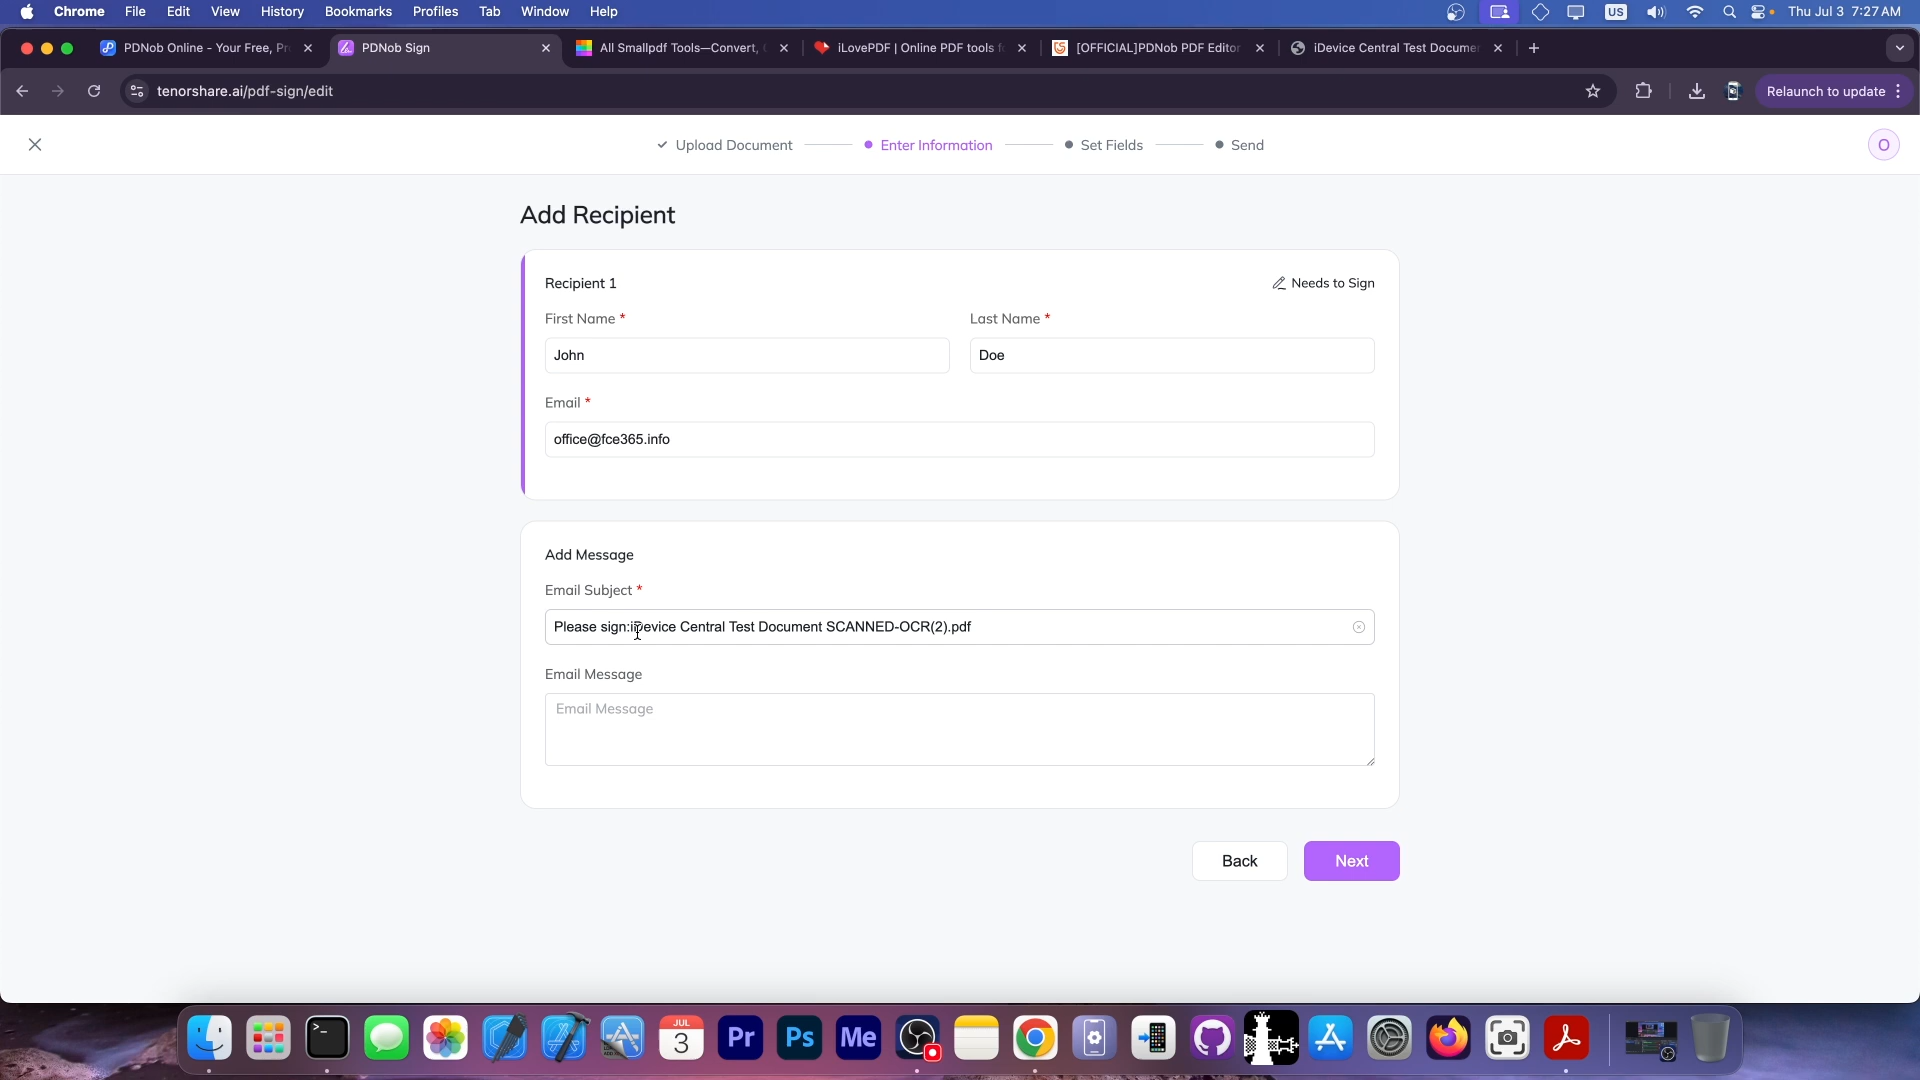 Chrome File Edit View History Bookmarks Profiles Tab Window Help US Thu Jul 3 7:27 AM
PDNob Online - Your Free, Pr PDNob Sign All Smallpdf Tools—Convert, iLovePDF | Online PDF tools f [OFFICIAL]PDNob PDF Editor iDevice Central Test Documer
tenorshare.ai/pdf-sign/edit Relaunch to update
Upload Document Enter Information Set Fields Send O
Add Recipient
Recipient 1 Needs to Sign
First Name * Last Name *
John Doe
Email *
office@fce365.info
Add Message
Email Subject *
Please sign:iDevice Central Test Document SCANNED-OCR(2).pdf
Email Message
Email Message
Back Next
JUL
3 Pr Ps Me